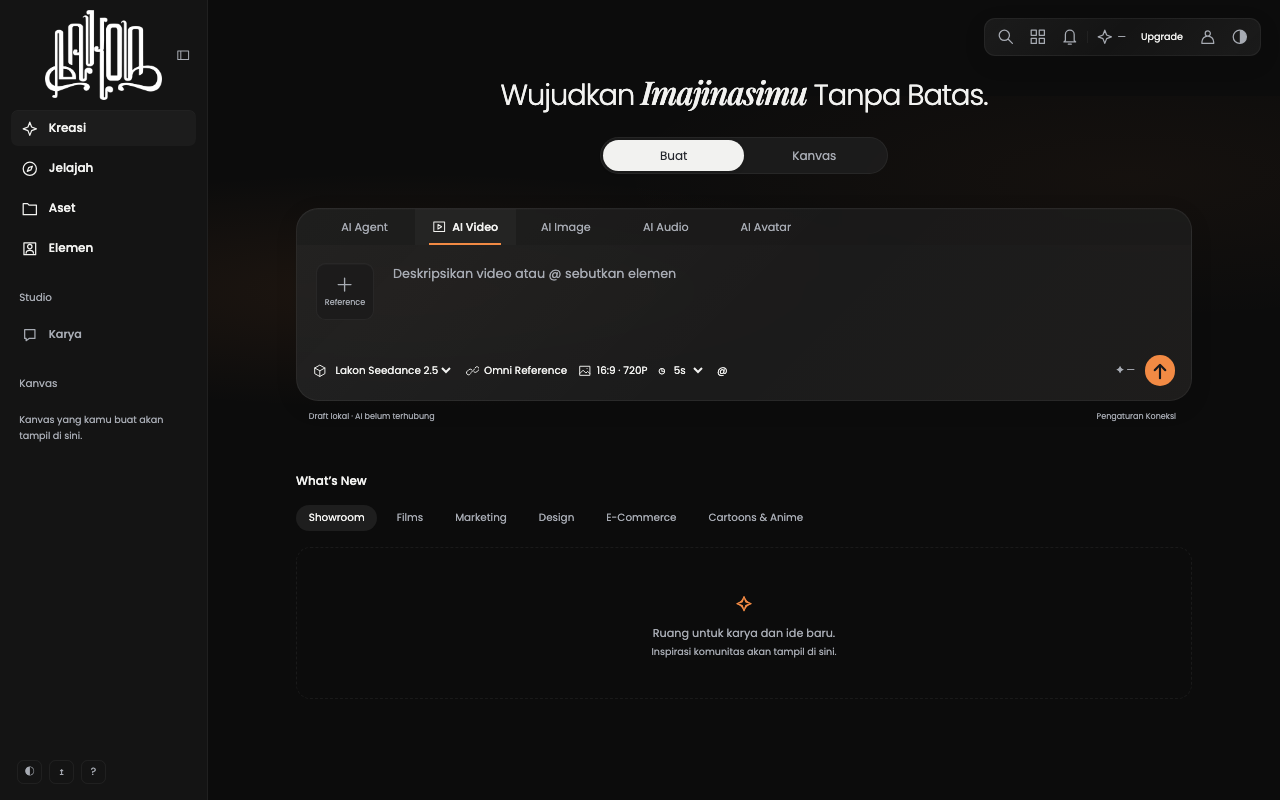 LAKON
Kreasi
Jelajah
Aset
Elemen
Studio
Karya
Kanvas
Kanvas yang kamu buat akan
tampil di sini.
?
Upgrade
Wujudkan Imajinasimu Tanpa Batas.
Buat
Kanvas
AI Agent
AI Video
AI Image
AI Audio
AI Avatar
Reference
Deskripsikan video atau @ sebutkan elemen
Lakon Seedance 2.5
Omni Reference
16:9 · 720P
5s
@
Draft lokal · AI belum terhubung
Pengaturan Koneksi
What’s New
Showroom
Films
Marketing
Design
E-Commerce
Cartoons & Anime
Ruang untuk karya dan ide baru.
Inspirasi komunitas akan tampil di sini.